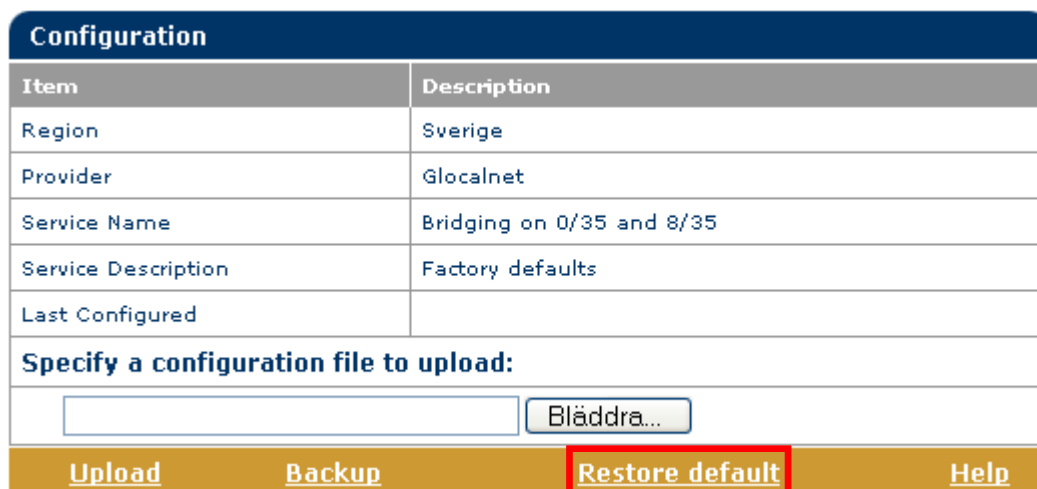 Configuration
Item Description
Region Sverige
Provider Glocalnet
Service Name Bridging on 0/35 and 8/35
Service Description Factory defaults
Last Configured
Specify a configuration file to upload:
Bläddra...
Upload Backup Restore default Help